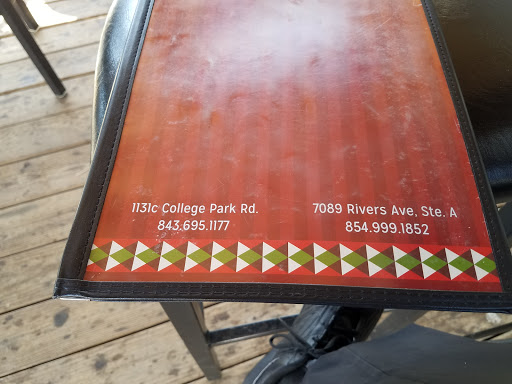 1131c College Park Rd.
843.695.1177
7089 Rivers Ave, Ste. A
854.999.1852